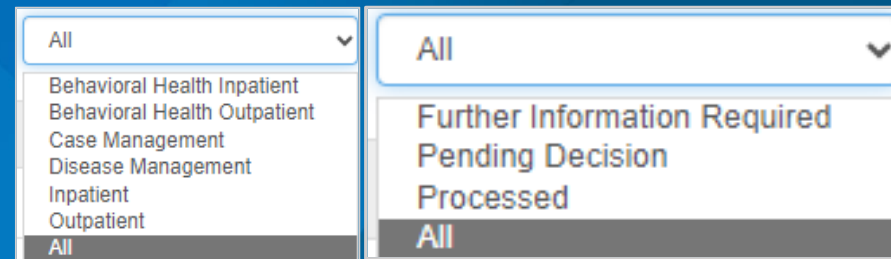 All
Behavioral Health Inpatient
Behavioral Health Outpatient
Case Management
Disease Management
Inpatient
Outpatient
All
All
Further Information Required
Pending Decision
Processed
All